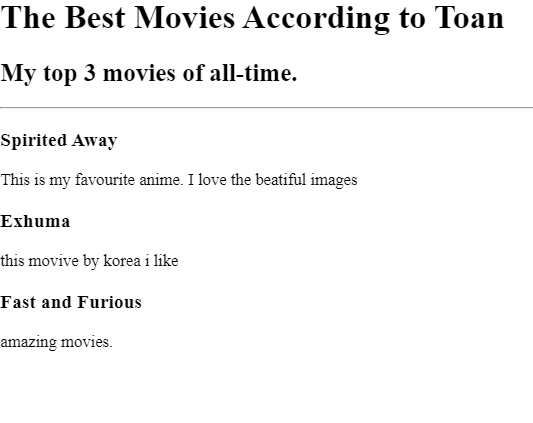 The Best Movies According to Toan
My top 3 movies of all-time.
Spirited Away
This is my favourite anime. I love the beatiful images
Exhuma
this movive by korea i like
Fast and Furious
amazing movies.